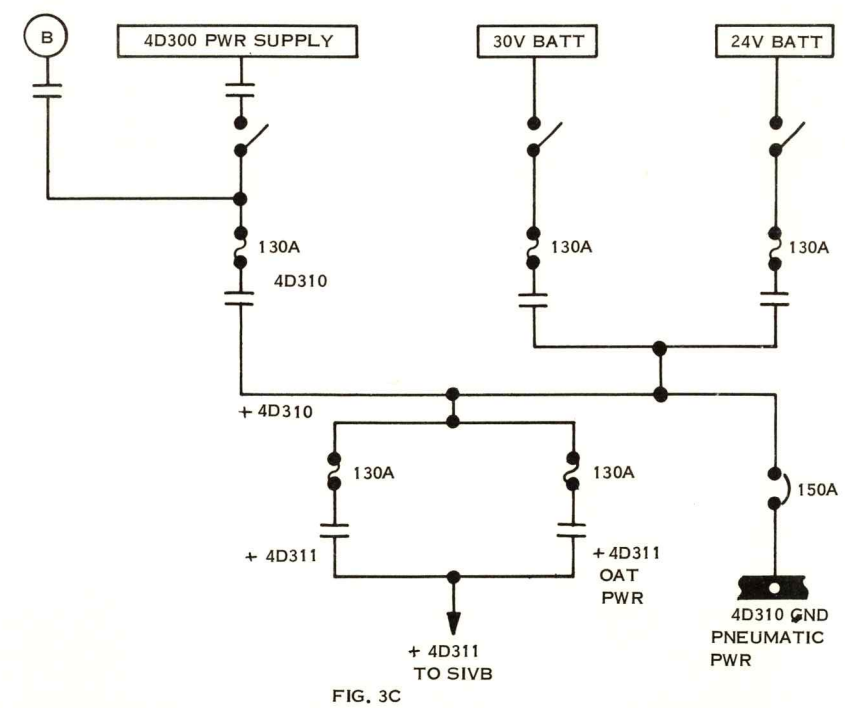 B
4D300 PWR SUPPLY
30V BATT
24V BATT
130A
4D310
130A
130A
+ 4D310
130A
130A
150A
+ 4D311
+ 4D311
OAT
PWR
4D310 GND
PNEUMATIC
PWR
+ 4D311
TO SIVB
FIG. 3C